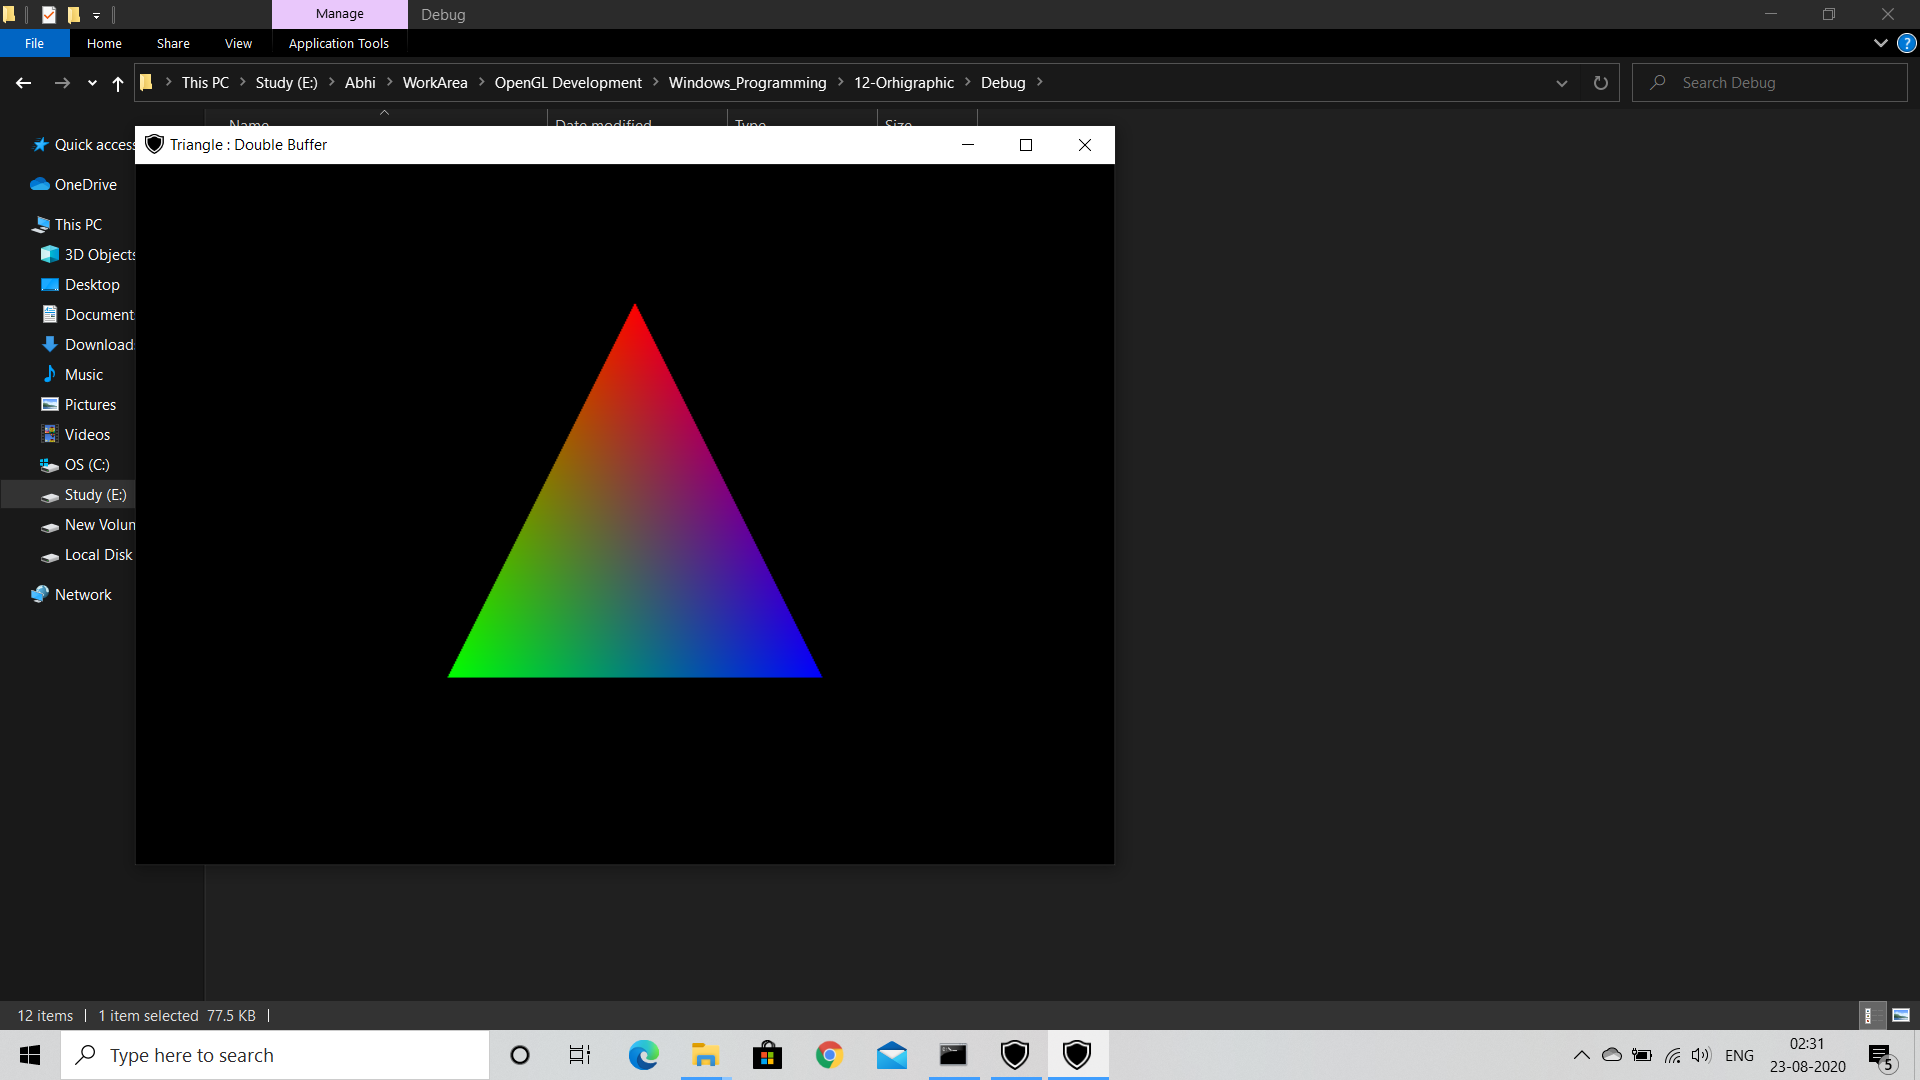 Manage Debug
File Home Share View Application Tools
?
This PC Study (E:) Abhi WorkArea OpenGL Development Windows_Programming 12-Orhigraphic Debug Search Debug
Name Date modified Type Size
Triangle : Double Buffer
Quick access
OneDrive
This PC
3D Objects
Desktop
Document
Download
Music
Pictures
Videos
OS (C:)
Study (E:)
New Volum
Local Disk
Network
12 items 1 item selected 77.5 KB
Type here to search
ENG
02:31
23-08-2020
5